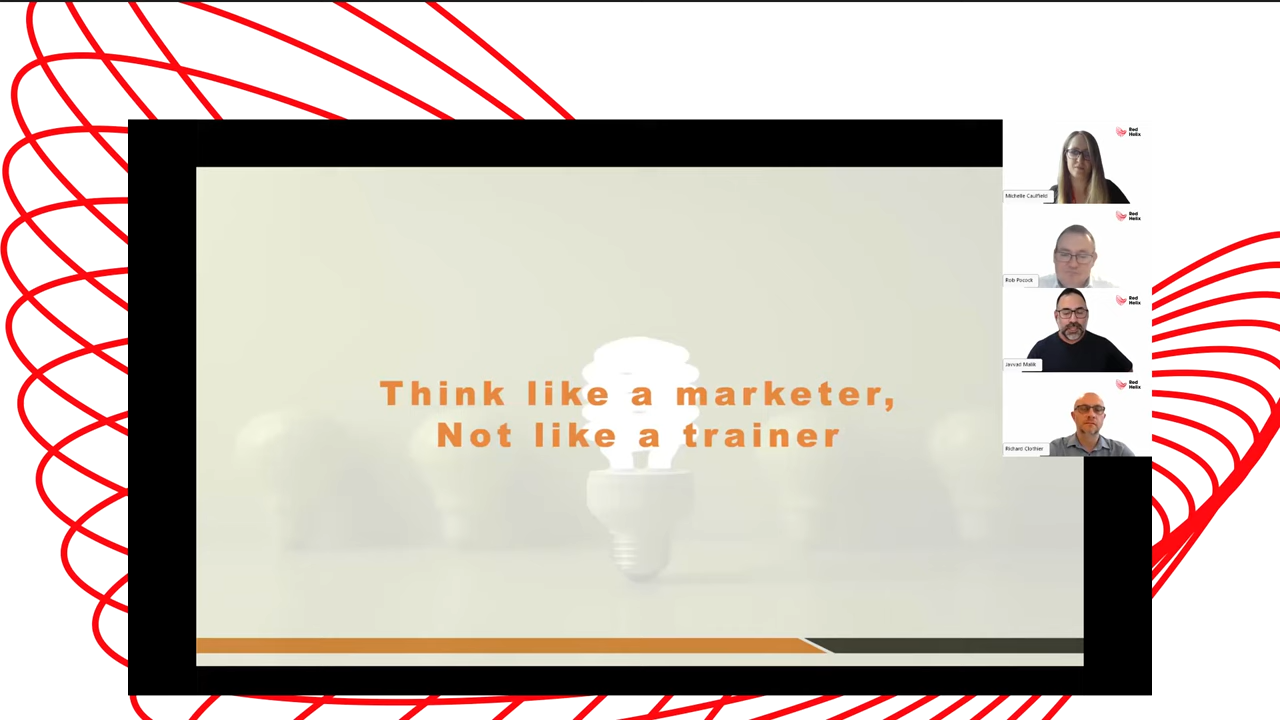 Think like a marketer,
Not like a trainer
Red
Helix
Michelle Caulfield
Red
Helix
Rob Pocock
Red
Helix
Javvad Malik
Red
Helix
Richard Clothier